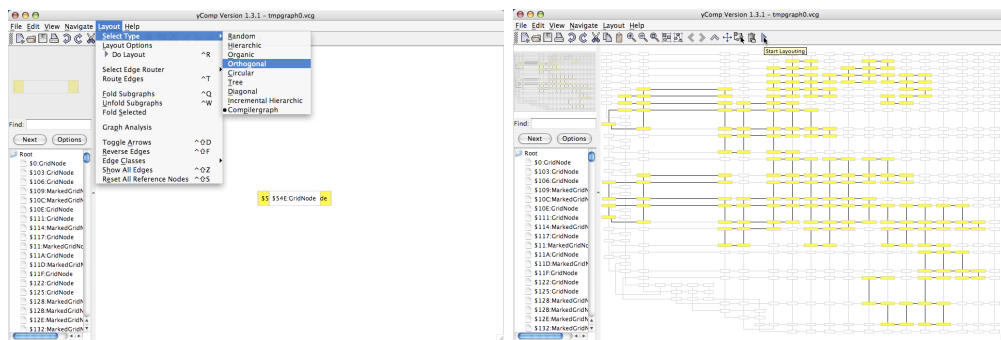 yComp Version 1.3.1 - tmpgraph0.vcg
File Edit View Navigate Layout Help
Select Type
Layout Options
Do Layout ^R
Select Edge Router
Route Edges ^T
Fold Subgraphs ^Q
Unfold Subgraphs ^W
Fold Selected
Graph Analysis
Toggle Arrows ^⇧D
Reverse Edges ^⇧F
Edge Classes
Show All Edges ^⇧Z
Reset All Reference Nodes ^⇧S
Random
Hierarchic
Organic
Orthogonal
Circular
Tree
Diagonal
Incremental Hierarchic
Compilergraph
Find:
Next Options
Root
$0:GridNode
$103:GridNode
$106:GridNode
$109:MarkedGridN
$10C:MarkedGridN
$10E:GridNode
$111:GridNode
$114:MarkedGridN
$117:GridNode
$11:MarkedGridNo
$11A:GridNode
$11D:MarkedGridN
$11F:GridNode
$122:GridNode
$125:GridNode
$128:MarkedGridN
$12B:MarkedGridN
$12E:MarkedGridN
$132:MarkedGridN
$5 $54E:GridNode de
yComp Version 1.3.1 - tmpgraph0.vcg
File Edit View Navigate Layout Help
Start Layouting
Find:
Next Options
Root
$0:GridNode
$103:GridNode
$106:GridNode
$109:MarkedGridN
$10C:MarkedGridN
$10E:GridNode
$111:GridNode
$114:MarkedGridN
$117:GridNode
$11:MarkedGridNo
$11A:GridNode
$11D:MarkedGridN
$11F:GridNode
$122:GridNode
$125:GridNode
$128:MarkedGridN
$12B:MarkedGridN
$12E:MarkedGridN
$132:MarkedGridN